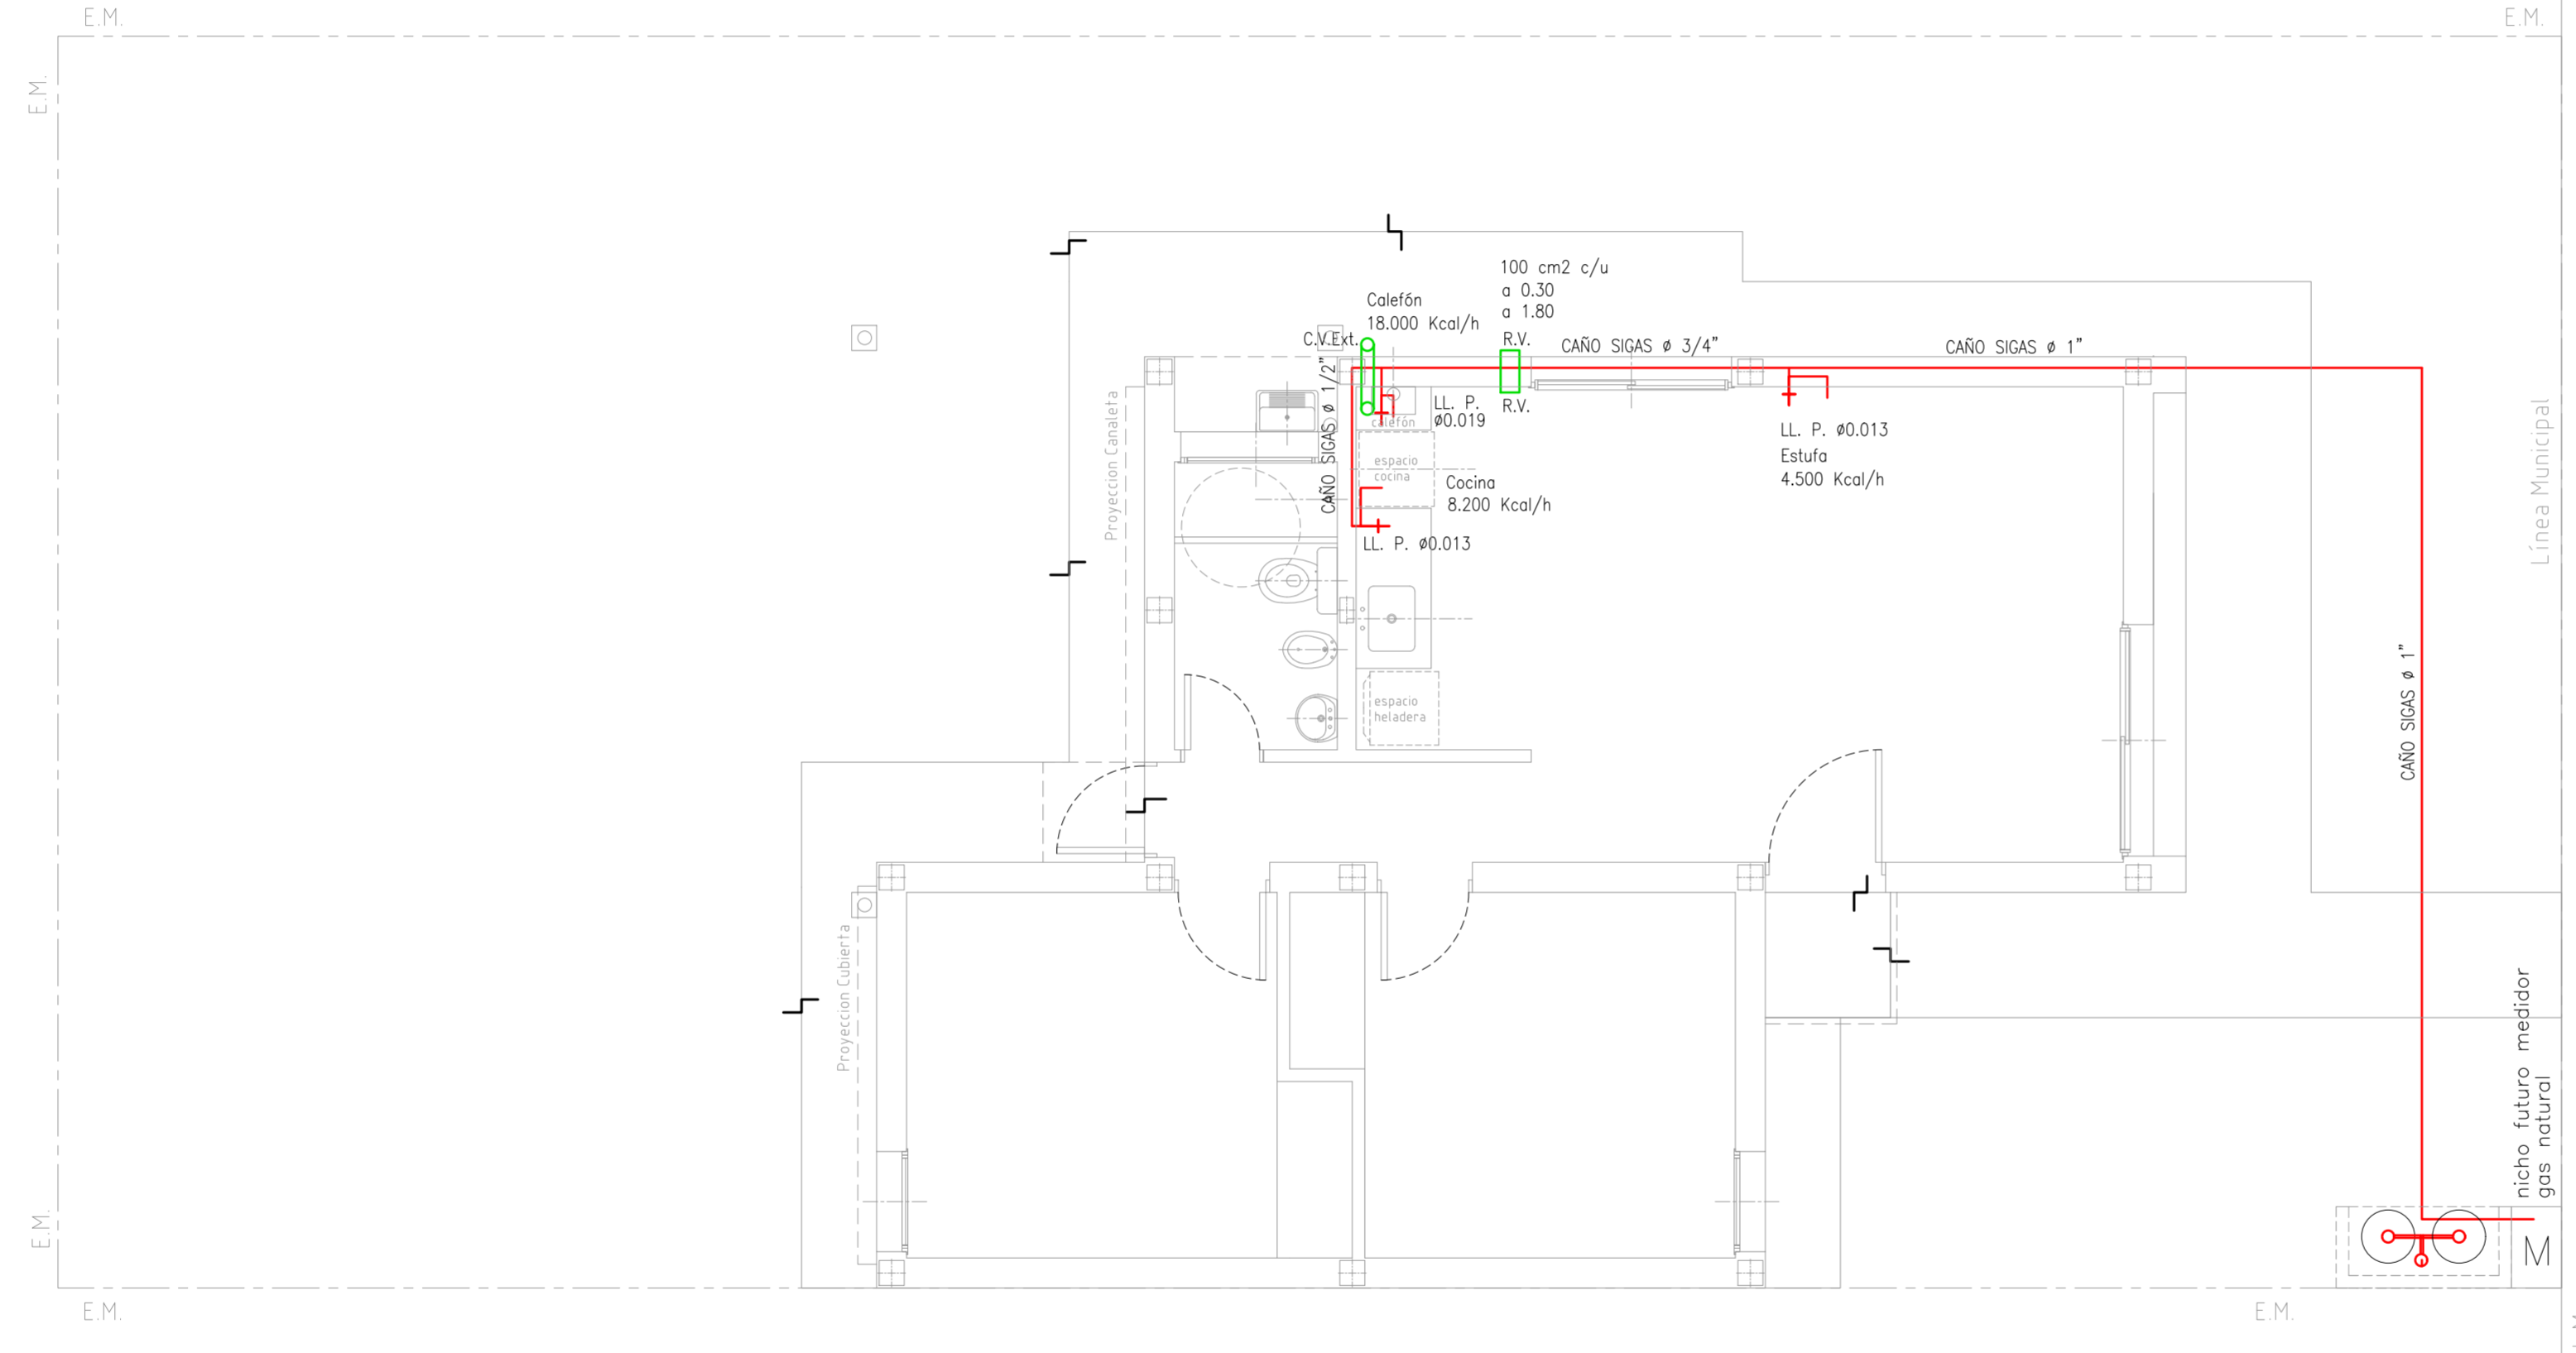 E.M.
E.M.
E.M.
100 cm2 c/u
a 0.30
a 1.80
Calefón
18.000 Kcal/h
C.V.Ext.
R.V.
CAÑO SIGAS ø 3/4"
CAÑO SIGAS ø 1"
CAÑO SIGAS ø 1/2"
R.V.
LL. P.
ø0.019
calefón
LL. P. ø0.013
Estufa
4.500 Kcal/h
espacio
cocina
Cocina
8.200 Kcal/h
LL. P. ø0.013
Proyeccion Canaleta
Línea Municipal
espacio
heladera
CAÑO SIGAS ø 1"
Proyeccion Cubierta
nicho futuro medidor
gas natural
M
E.M.
E.M.
E.M.